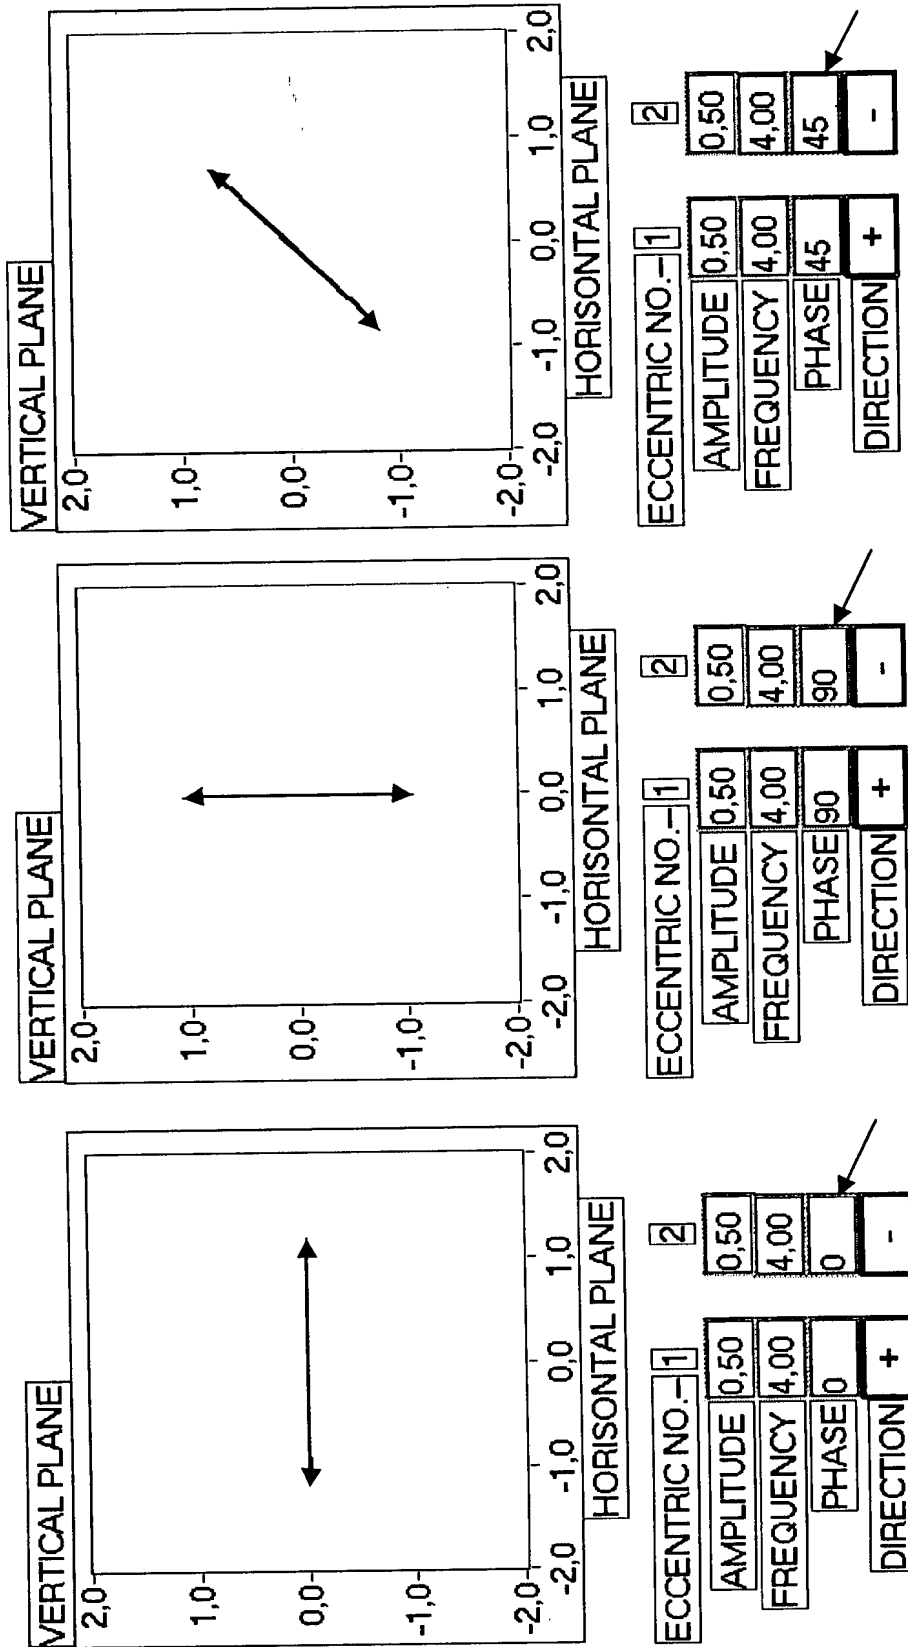 VERTICAL PLANE
2,0
1,0
0,0
-1,0
-2,0
-2,0 -1,0 0,0 1,0 2,0
HORISONTAL PLANE
ECCENTRIC NO.– 1 2
AMPLITUDE 0,50 0,50
FREQUENCY 4,00 4,00
PHASE 0 0
DIRECTION + -
VERTICAL PLANE
2,0
1,0
0,0
-1,0
-2,0
-2,0 -1,0 0,0 1,0 2,0
HORISONTAL PLANE
ECCENTRIC NO.– 1 2
AMPLITUDE 0,50 0,50
FREQUENCY 4,00 4,00
PHASE 90 90
DIRECTION + -
VERTICAL PLANE
2,0
1,0
0,0
-1,0
-2,0
-2,0 -1,0 0,0 1,0 2,0
HORISONTAL PLANE
ECCENTRIC NO.– 1 2
AMPLITUDE 0,50 0,50
FREQUENCY 4,00 4,00
PHASE 45 45
DIRECTION + -